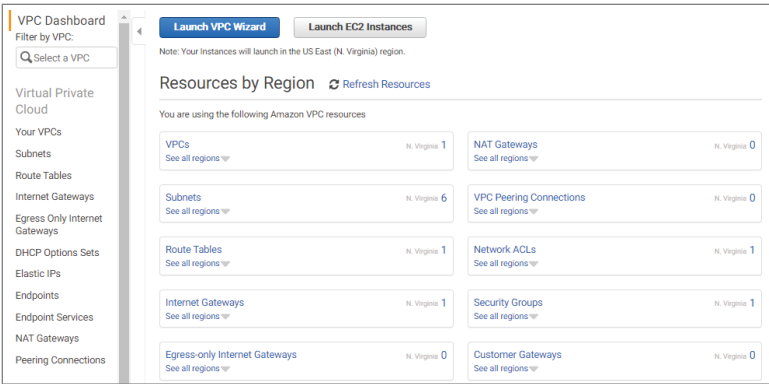 VPC Dashboard
Filter by VPC:
Select a VPC
Virtual Private
Cloud
Your VPCs
Subnets
Route Tables
Internet Gateways
Egress Only Internet
Gateways
DHCP Options Sets
Elastic IPs
Endpoints
Endpoint Services
NAT Gateways
Peering Connections
Launch VPC Wizard
Launch EC2 Instances
Note: Your Instances will launch in the US East (N. Virginia) region.
Resources by Region Refresh Resources
You are using the following Amazon VPC resources
VPCs N. Virginia 1
See all regions
NAT Gateways N. Virginia 0
See all regions
Subnets N. Virginia 6
See all regions
VPC Peering Connections N. Virginia 0
See all regions
Route Tables N. Virginia 1
See all regions
Network ACLs N. Virginia 1
See all regions
Internet Gateways N. Virginia 1
See all regions
Security Groups N. Virginia 1
See all regions
Egress-only Internet Gateways N. Virginia 0
See all regions
Customer Gateways N. Virginia 0
See all regions